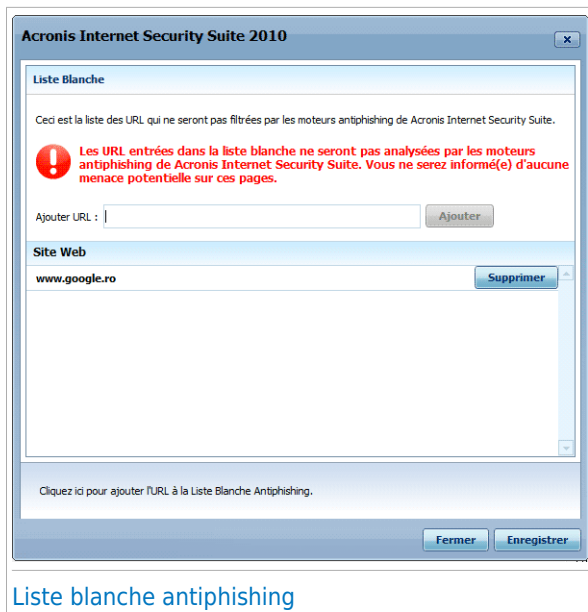 Acronis Internet Security Suite 2010
Liste Blanche
Ceci est la liste des URL qui ne seront pas filtrées par les moteurs antiphishing de Acronis Internet Security Suite.
Les URL entrées dans la liste blanche ne seront pas analysées par les moteurs
antiphishing de Acronis Internet Security Suite. Vous ne serez informé(e) d'aucune
menace potentielle sur ces pages.
Ajouter URL :
Ajouter
Site Web
www.google.ro
Supprimer
Cliquez ici pour ajouter l'URL à la Liste Blanche Antiphishing.
Fermer
Enregistrer
Liste blanche antiphishing